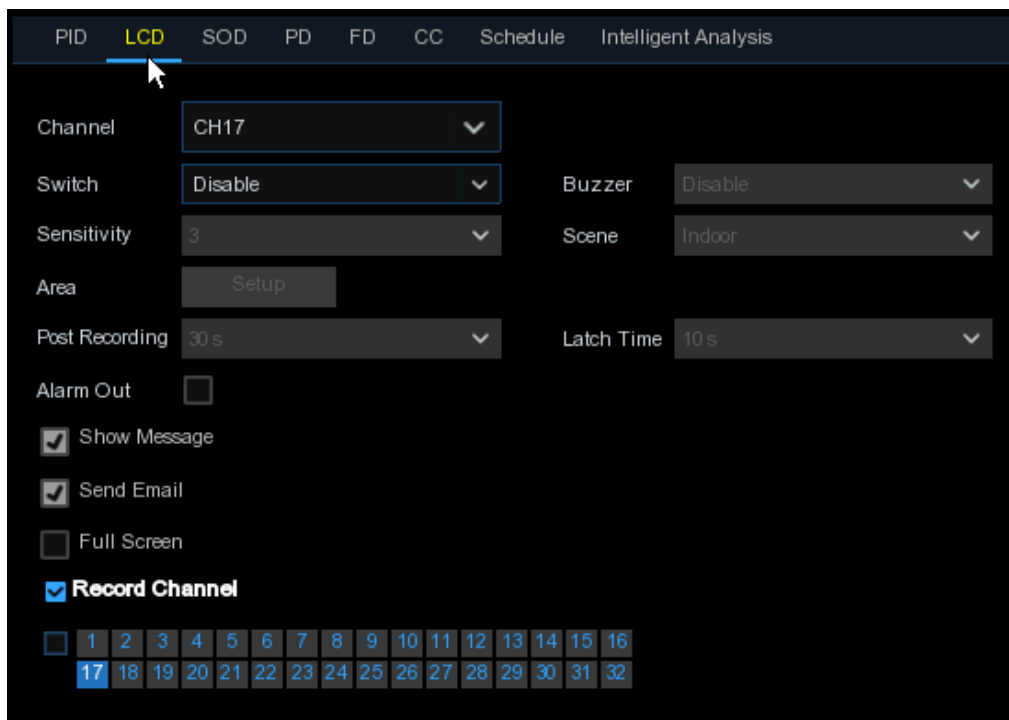 PID LCD SOD PD FD CC Schedule Intelligent Analysis
Channel CH17
Switch Disable Buzzer Disable
Sensitivity 3 Scene Indoor
Area Setup
Post Recording 30 s Latch Time 10 s
Alarm Out
Show Message
Send Email
Full Screen
Record Channel
1 2 3 4 5 6 7 8 9 10 11 12 13 14 15 16
17 18 19 20 21 22 23 24 25 26 27 28 29 30 31 32